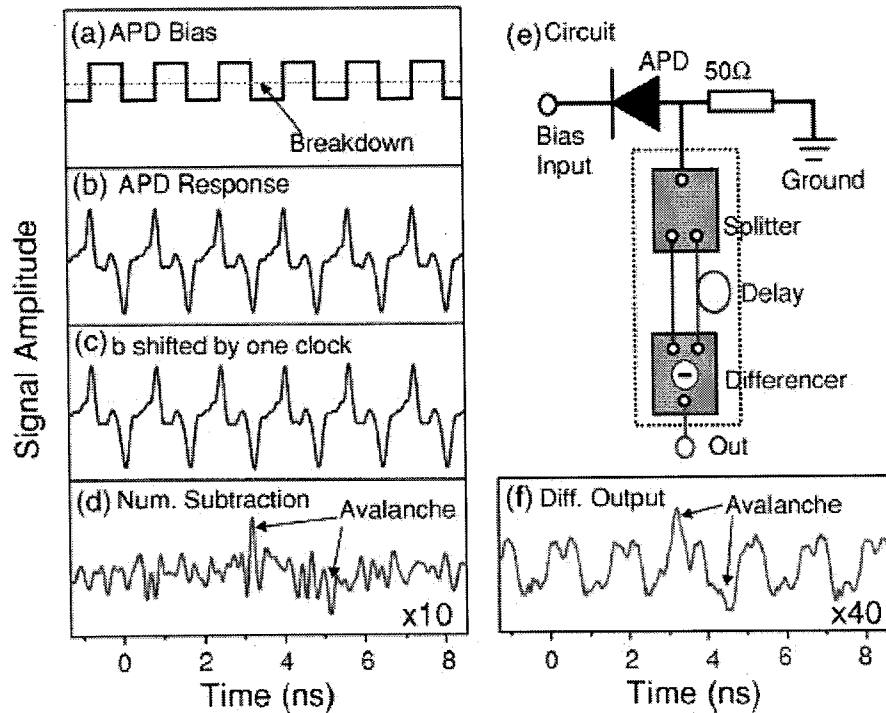 (a) APD Bias
Breakdown
(b) APD Response
(c) b shifted by one clock
(d) Num. Subtraction
Avalanche
x10
0 2 4 6 8
Time (ns)
Signal Amplitude
(e) Circuit
APD
50Ω
Bias
Input
Ground
Splitter
Delay
−
Differencer
Out
(f) Diff. Output
Avalanche
x40
0 2 4 6 8
Time (ns)